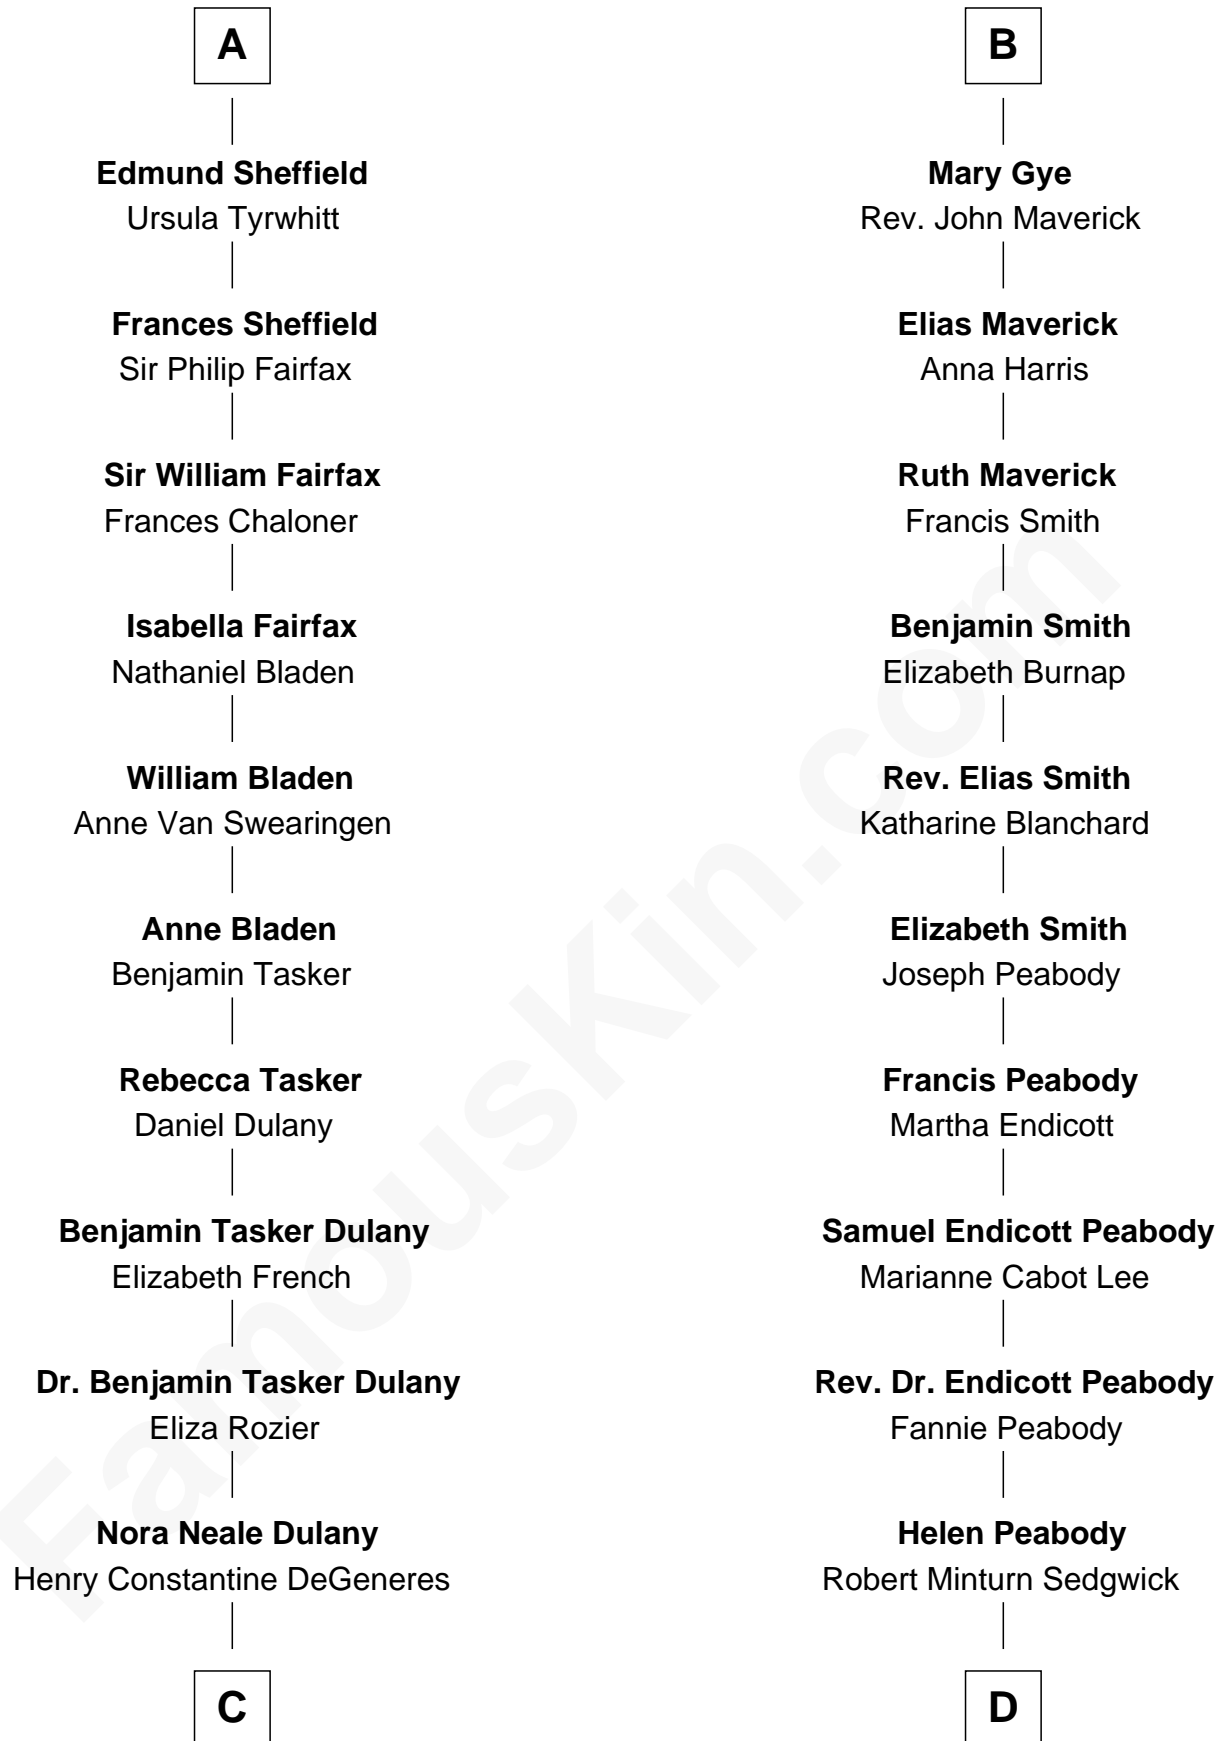 A
Edmund Sheffield
Ursula Tyrwhitt
Frances Sheffield
Sir Philip Fairfax
Sir William Fairfax
Frances Chaloner
Isabella Fairfax
Nathaniel Bladen
William Bladen
Anne Van Swearingen
Anne Bladen
Benjamin Tasker
Rebecca Tasker
Daniel Dulany
Benjamin Tasker Dulany
Elizabeth French
Dr. Benjamin Tasker Dulany
Eliza Rozier
Nora Neale Dulany
Henry Constantine DeGeneres
C
B
Mary Gye
Rev. John Maverick
Elias Maverick
Anna Harris
Ruth Maverick
Francis Smith
Benjamin Smith
Elizabeth Burnap
Rev. Elias Smith
Katharine Blanchard
Elizabeth Smith
Joseph Peabody
Francis Peabody
Martha Endicott
Samuel Endicott Peabody
Marianne Cabot Lee
Rev. Dr. Endicott Peabody
Fannie Peabody
Helen Peabody
Robert Minturn Sedgwick
D
FamousKin.com